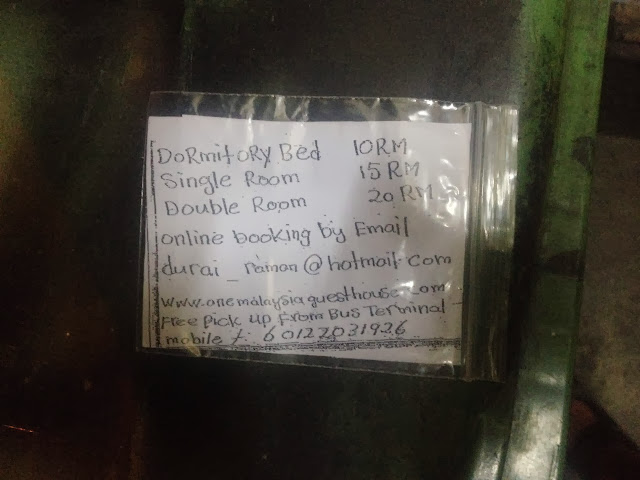 DoRmitoRy Bed 10RM
Single Room 15 RM
Double Room 20 RM
online booking by Email
durai_raman@hotmail.com
www.onemalaysiaguesthouse.com
Free pick up from Bus Terminal
mobile #: 60122031926